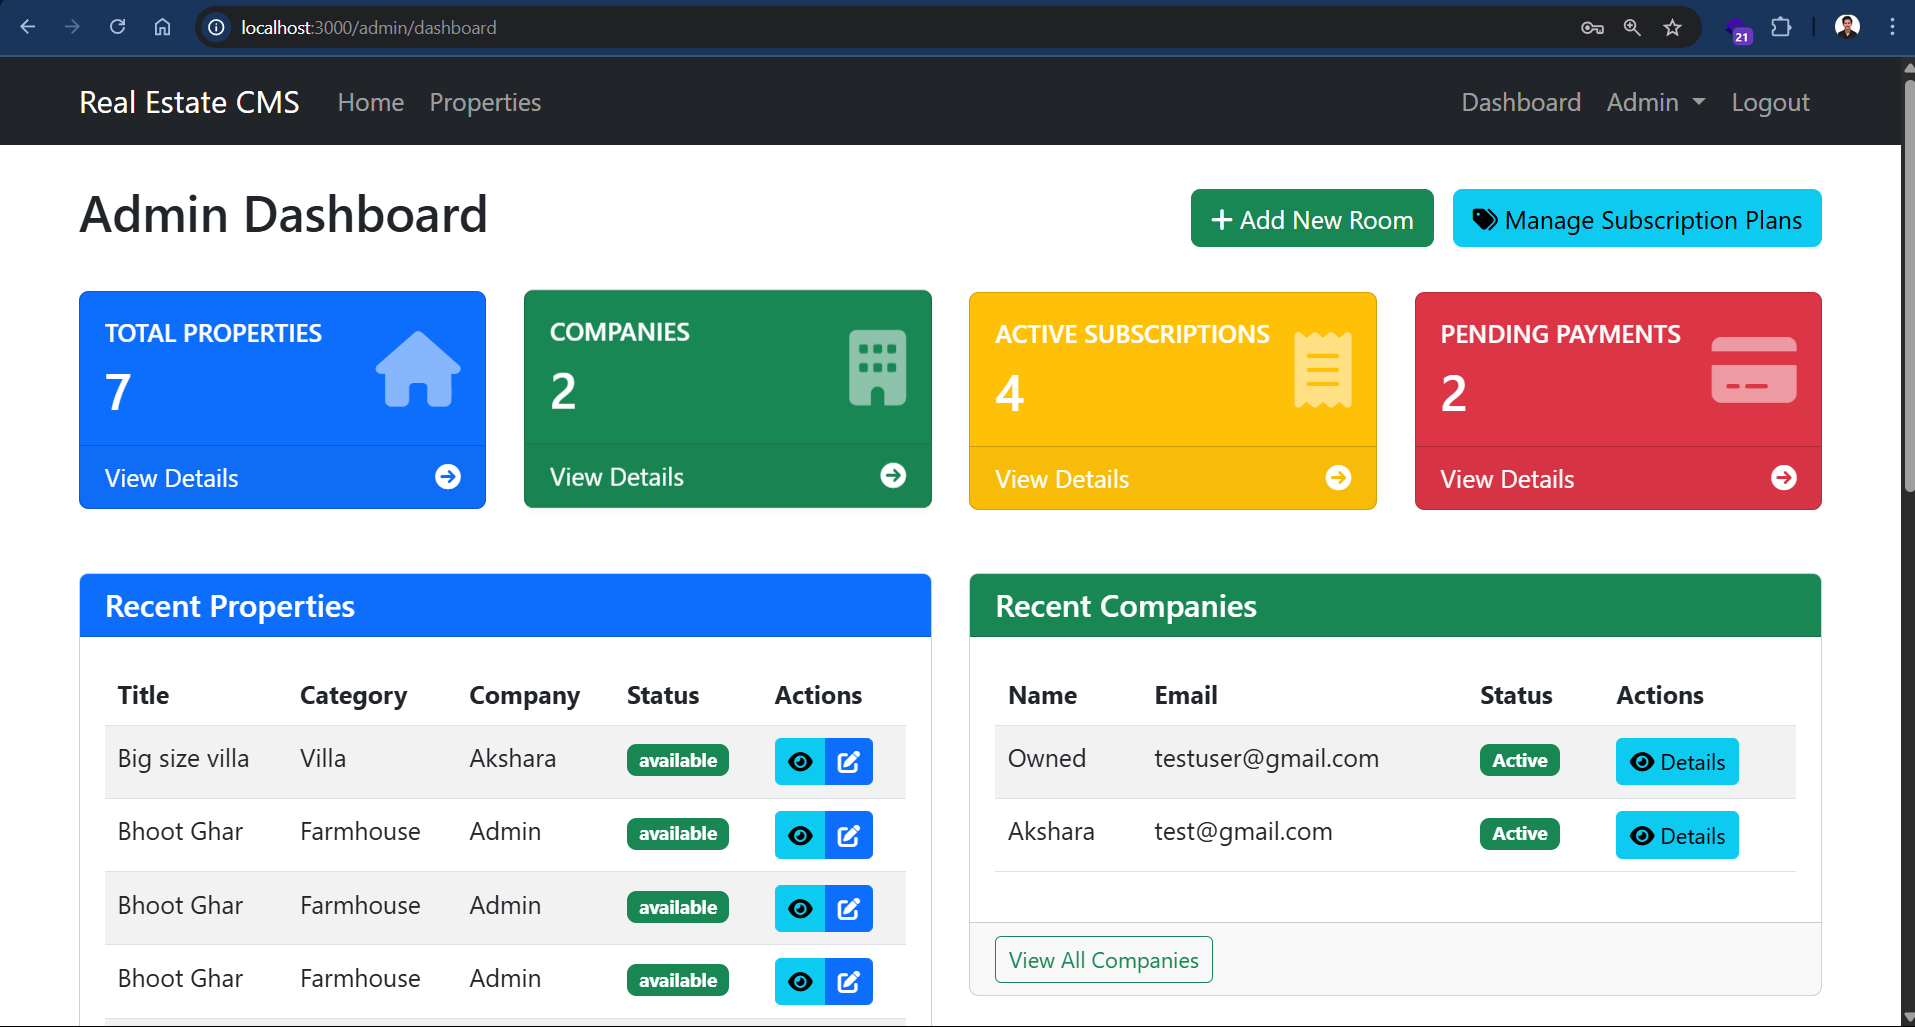 localhost:3000/admin/dashboard
21
Real Estate CMS Home Properties Dashboard Admin Logout
Admin Dashboard
Add New Room
Manage Subscription Plans
TOTAL PROPERTIES
7
View Details
COMPANIES
2
View Details
ACTIVE SUBSCRIPTIONS
4
View Details
PENDING PAYMENTS
2
View Details
Recent Properties
Title Category Company Status Actions
Big size villa Villa Akshara available
Bhoot Ghar Farmhouse Admin available
Bhoot Ghar Farmhouse Admin available
Bhoot Ghar Farmhouse Admin available
Recent Companies
Name Email Status Actions
Owned testuser@gmail.com Active Details
Akshara test@gmail.com Active Details
View All Companies